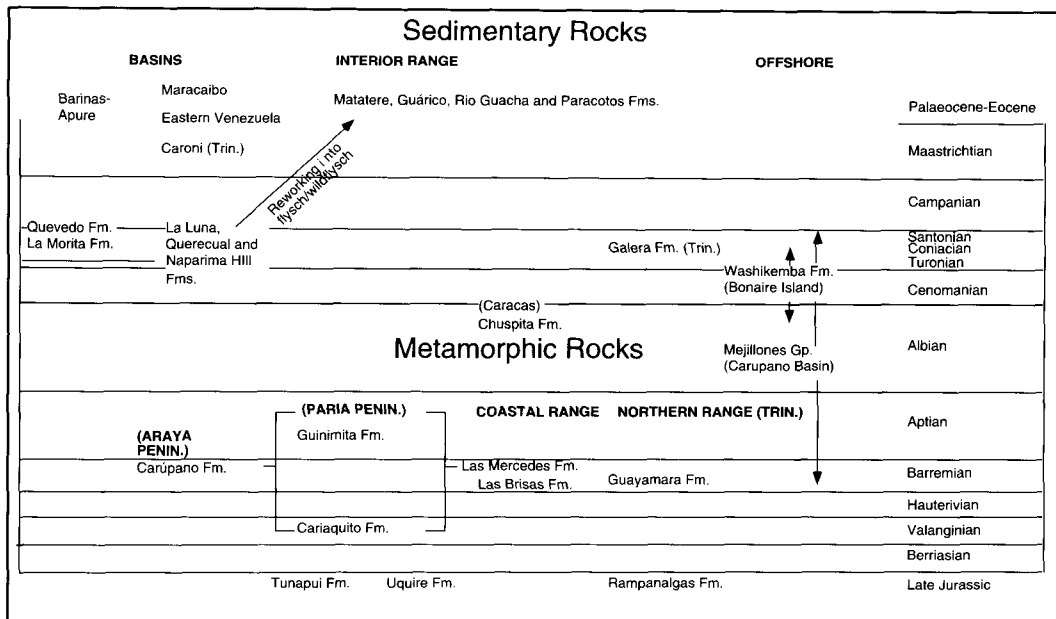 Sedimentary Rocks
BASINS
INTERIOR RANGE
OFFSHORE
Barinas-
Apure
Maracaibo
Eastern Venezuela
Caroni (Trin.)
Matatere, Guárico, Rio Guacha and Paracotos Fms.
Palaeocene-Eocene
Maastrichtian
Reworking i nto
flysch/wildflysch
Campanian
Quevedo Fm.
La Morita Fm.
La Luna,
Querecual and
Naparima HIll
Fms.
Galera Fm. (Trin.)
Santonian
Coniacian
Turonian
Washikemba Fm.
(Bonaire Island)
Cenomanian
(Caracas)
Chuspita Fm.
Metamorphic Rocks
Mejillones Gp.
(Carupano Basin)
Albian
(ARAYA
PENIN.)
Carúpano Fm.
(PARIA PENIN.)
Guinimita Fm.
COASTAL RANGE
NORTHERN RANGE (TRIN.)
Aptian
Las Mercedes Fm.
Las Brisas Fm.
Guayamara Fm.
Barremian
Hauterivian
Cariaquito Fm.
Valanginian
Berriasian
Tunapui Fm.
Uquire Fm.
Rampanalgas Fm.
Late Jurassic